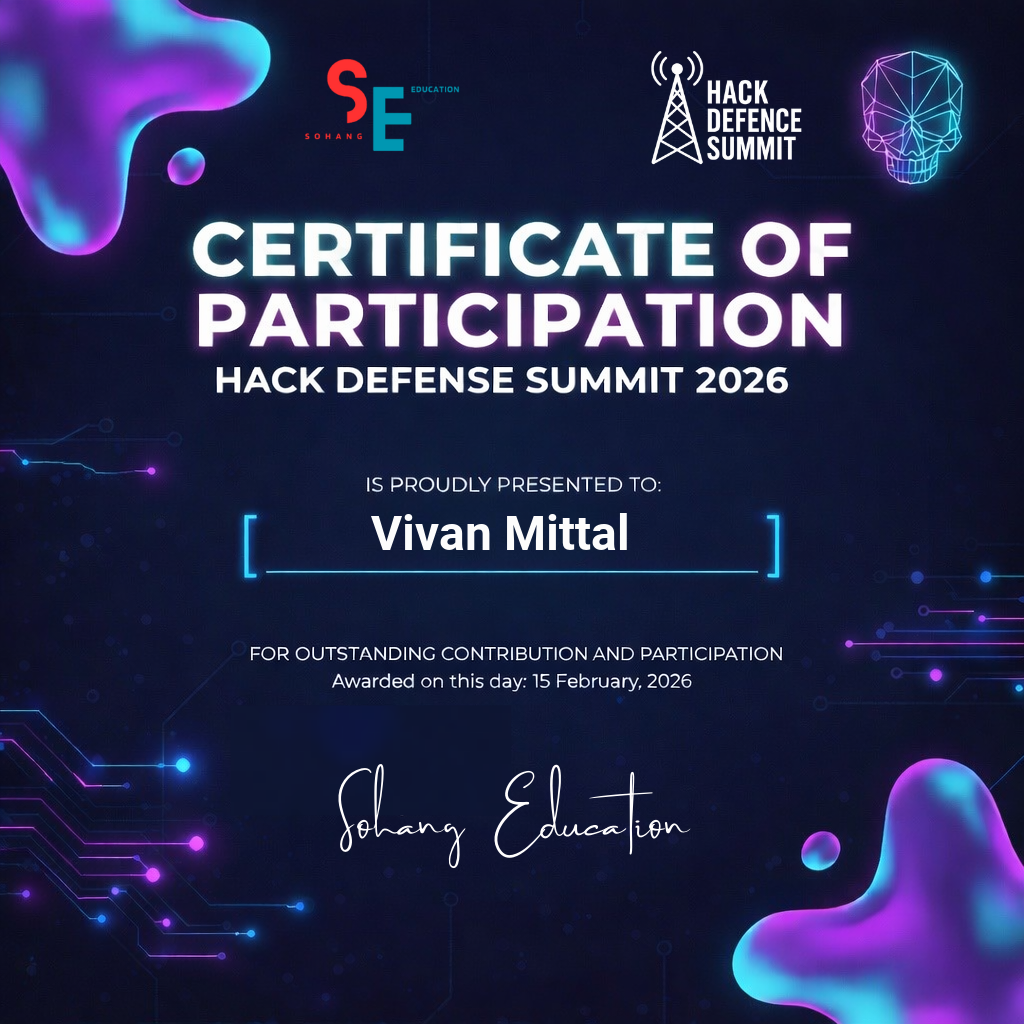 SOHANG
SE
EDUCATION
HACK
DEFENCE
SUMMIT
CERTIFICATE OF
PARTICIPATION
HACK DEFENSE SUMMIT 2026
IS PROUDLY PRESENTED TO:
[ Vivan Mittal ]
FOR OUTSTANDING CONTRIBUTION AND PARTICIPATION
Awarded on this day: 15 February, 2026
Sohang Education